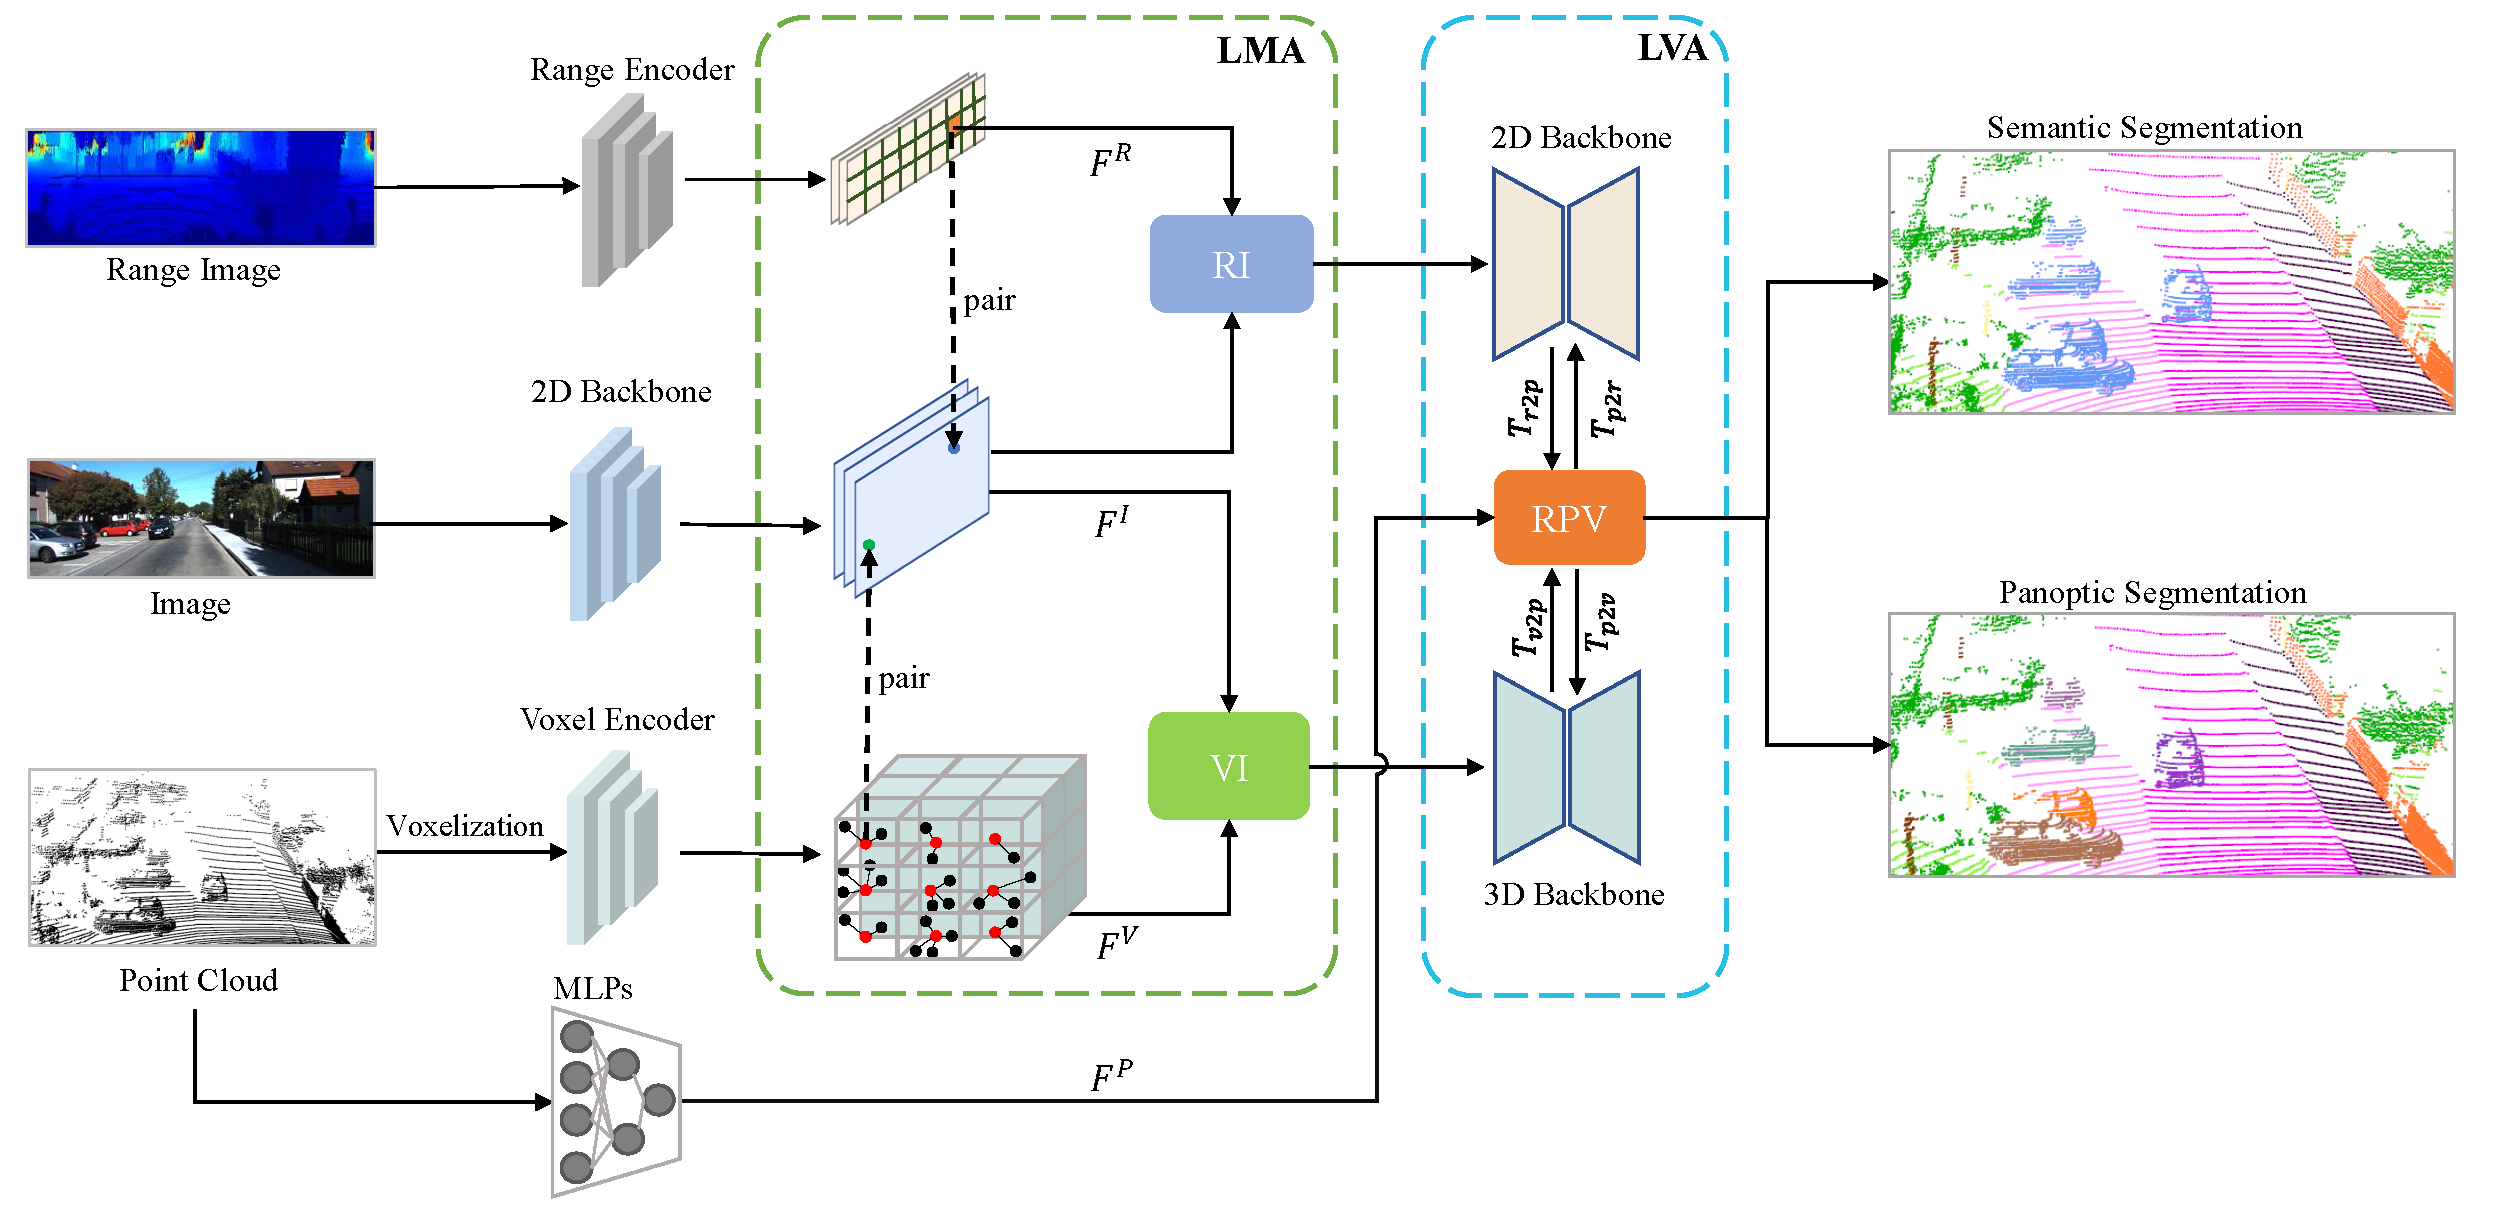 LMA
LVA
Range Encoder
Semantic Segmentation
2D Backbone
F^R
RI
Range Image
pair
2D Backbone
T_{r2p}
T_{p2r}
F^I
RPV
Image
Panoptic Segmentation
T_{v2p}
T_{p2v}
pair
Voxel Encoder
VI
Voxelization
3D Backbone
F^V
Point Cloud
MLPs
F^P